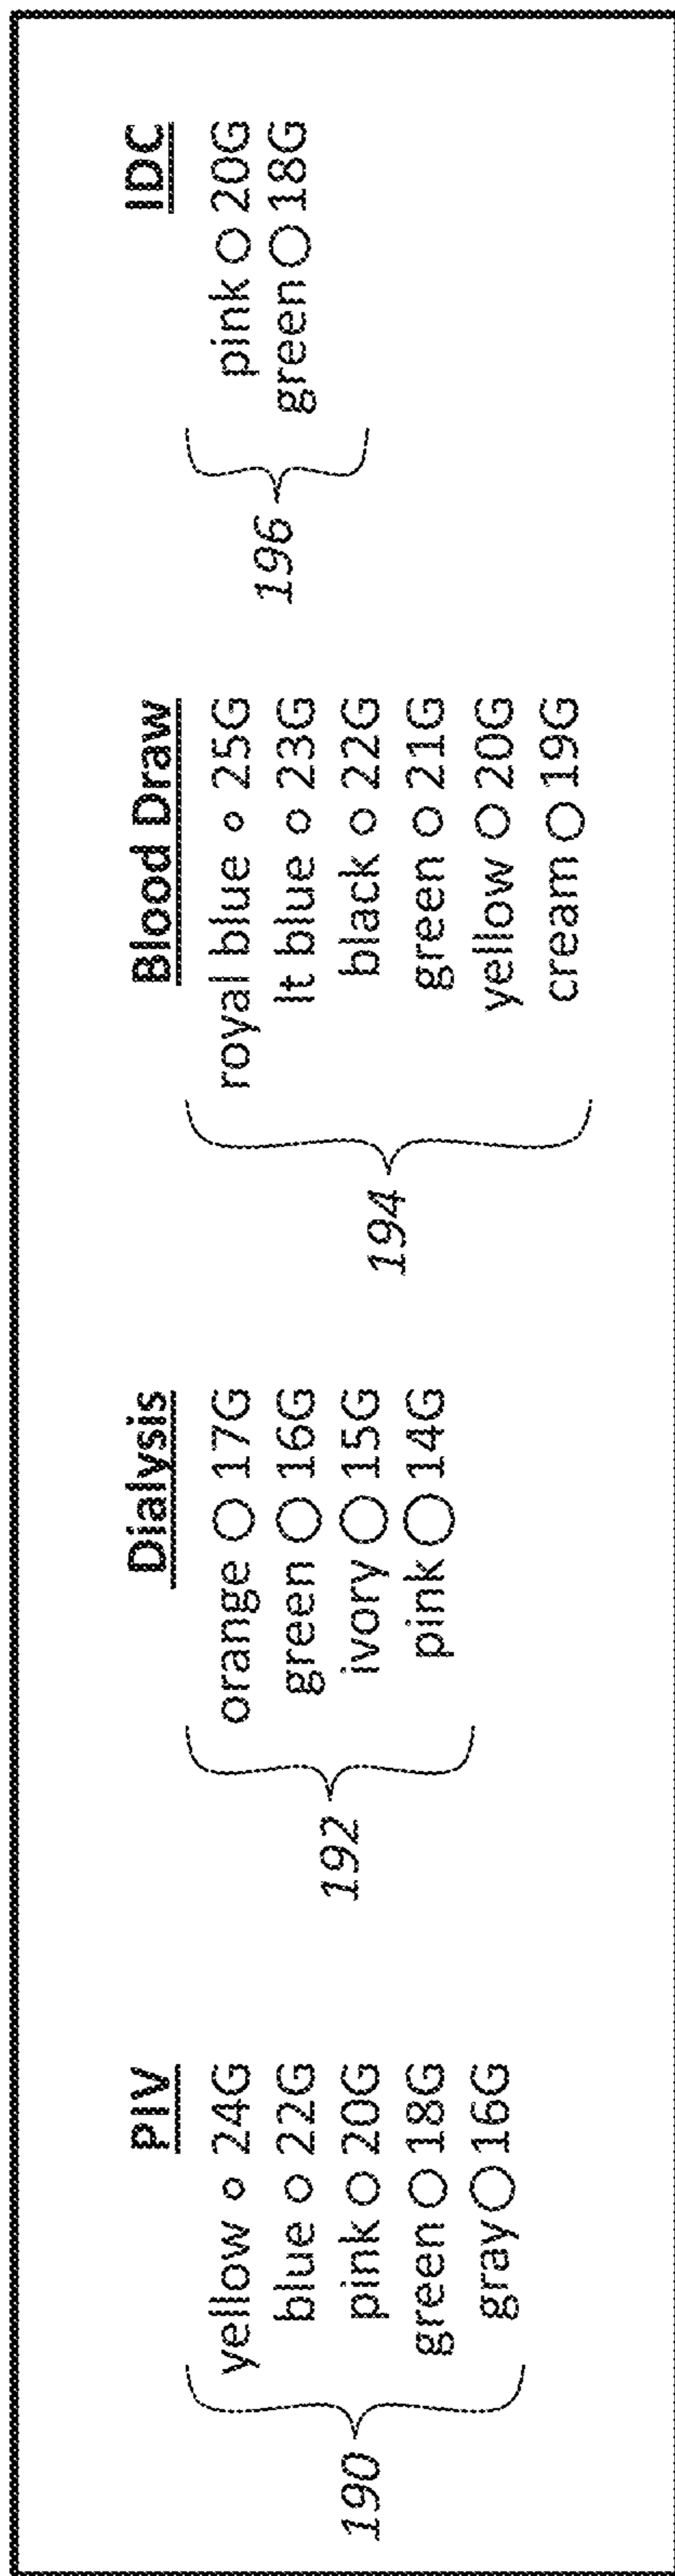 PIV
yellow 24G
blue 22G
pink 20G
green 18G
gray 16G
190
Dialysis
orange 17G
green 16G
ivory 15G
pink 14G
192
Blood Draw
royal blue 25G
lt blue 23G
black 22G
green 21G
yellow 20G
cream 19G
194
IDC
pink 20G
green 18G
196